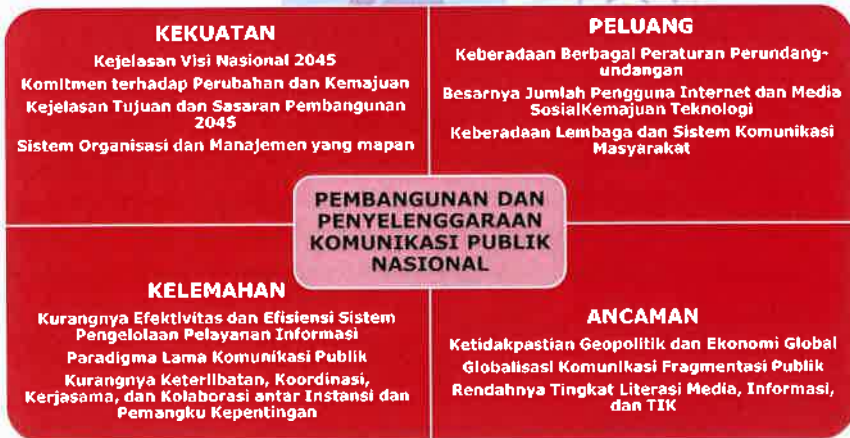 KEKUATAN
Kejelasan Visi Nasional 2045
Komitmen terhadap Perubahan dan Kemajuan
Kejelasan Tujuan dan Sasaran Pembangunan
2045
Sistem Organisasi dan Manajemen yang mapan
PELUANG
Keberadaan Berbagai Peraturan Perundang-
undangan
Besarnya Jumlah Pengguna Internet dan Media
SosialKemajuan Teknologi
Keberadaan Lembaga dan Sistem Komunikasi
Masyarakat
PEMBANGUNAN DAN
PENYELENGGARAAN
KOMUNIKASI PUBLIK
NASIONAL
KELEMAHAN
Kurangnya Efektivitas dan Efisiensi Sistem
Pengelolaan Pelayanan Informasi
Paradigma Lama Komunikasi Publik
Kurangnya Keterlibatan, Koordinasi,
Kerjasama, dan Kolaborasi antar Instansi dan
Pemangku Kepentingan
ANCAMAN
Ketidakpastian Geopolitik dan Ekonomi Global
Globalisasi Komunikasi Fragmentasi Publik
Rendahnya Tingkat Literasi Media, Informasi,
dan TIK